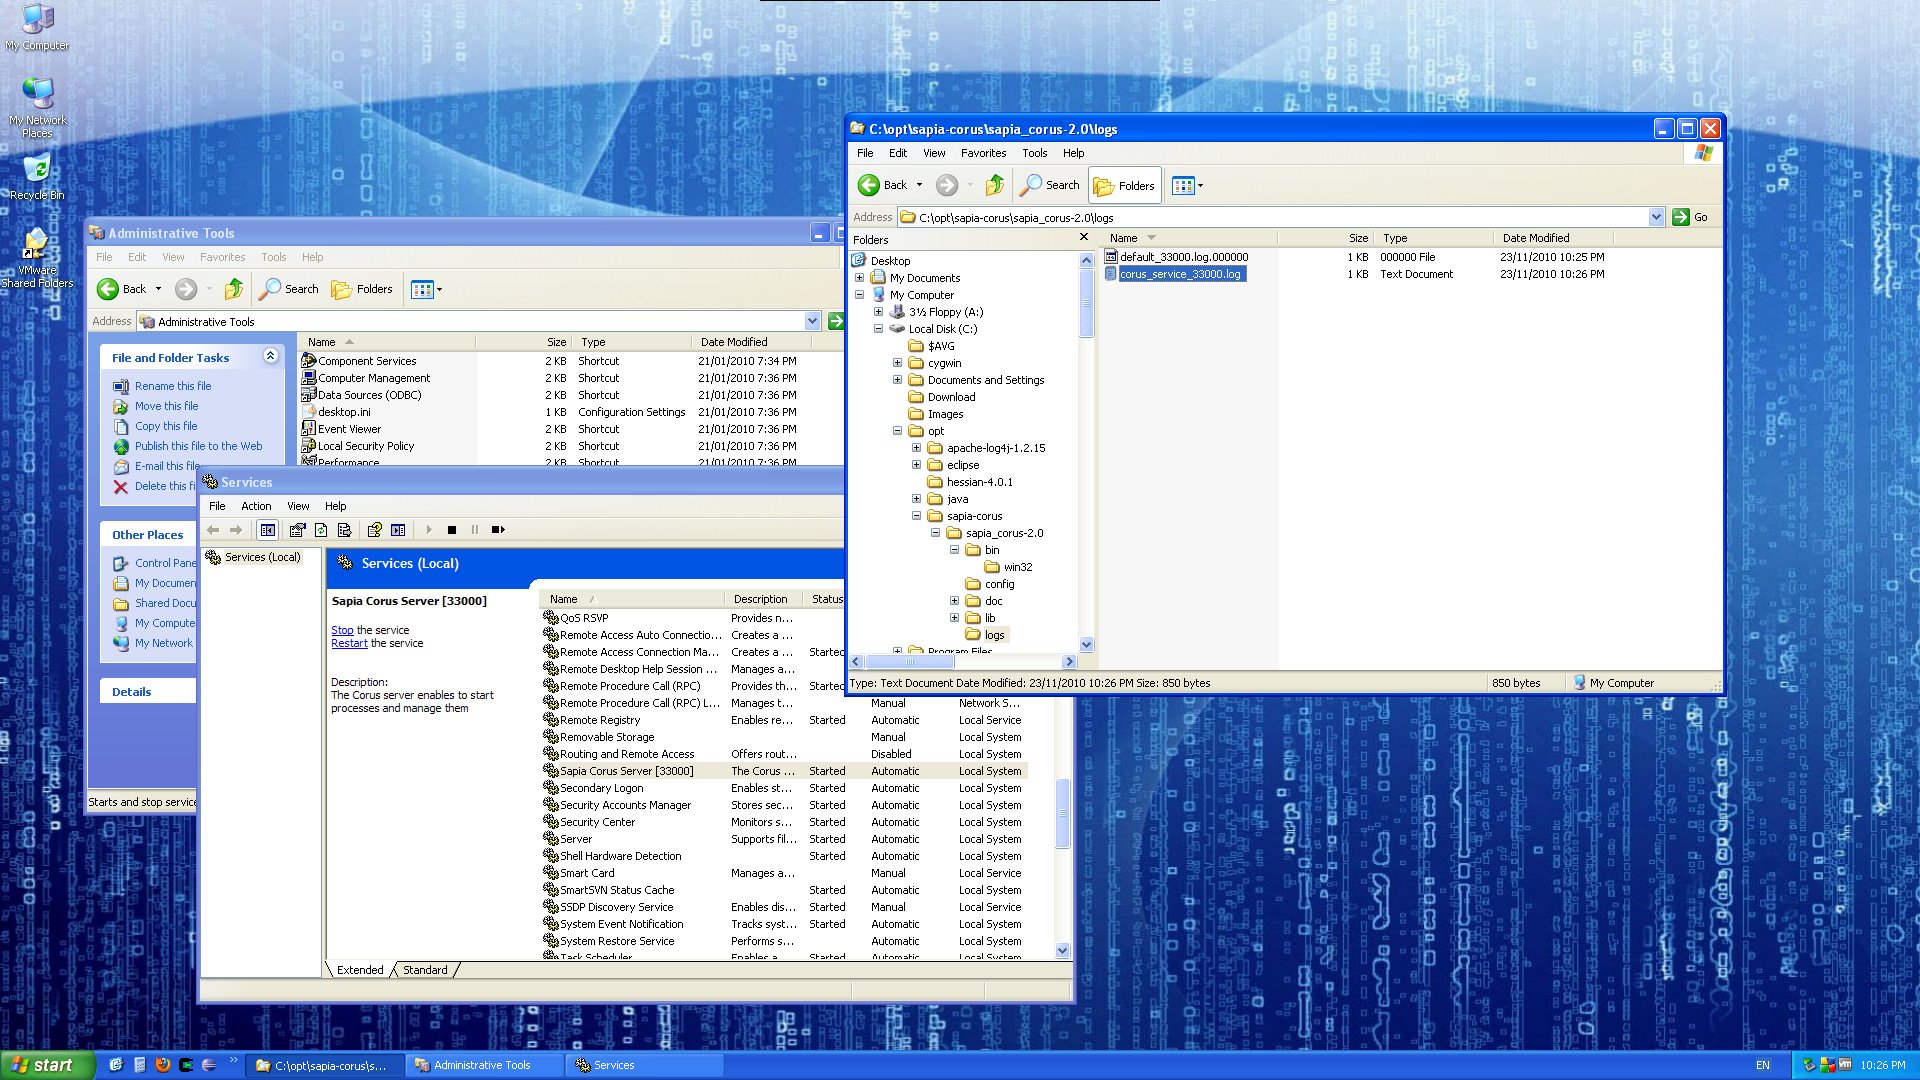 My Computer
My Network
Places
Recycle Bin
VMware
Shared Folders
Administrative Tools
File Edit View Favorites Tools Help
Back Search Folders
Address Administrative Tools
File and Folder Tasks
Rename this file
Move this file
Copy this file
Publish this file to the Web
E-mail this file
Delete this fi
Other Places
Control Pane
My Documen
Shared Docu
My Compute
My Network
Details
Starts and stop service
Name Size Type Date Modified
Component Services 2 KB Shortcut 21/01/2010 7:34 PM
Computer Management 2 KB Shortcut 21/01/2010 7:36 PM
Data Sources (ODBC) 2 KB Shortcut 21/01/2010 7:36 PM
desktop.ini 1 KB Configuration Settings 21/01/2010 7:36 PM
Event Viewer 2 KB Shortcut 21/01/2010 7:36 PM
Local Security Policy 2 KB Shortcut 21/01/2010 7:36 PM
Performance 2 KB Shortcut 21/01/2010 7:36 PM
Services
File Action View Help
Services (Local)
Services (Local)
Sapia Corus Server [33000]
Stop the service
Restart the service
Description:
The Corus server enables to start
processes and manage them
Name Description Status
QoS RSVP Provides n...
Remote Access Auto Connectio... Creates a ...
Remote Access Connection Ma... Creates a ... Started
Remote Desktop Help Session ... Manages a...
Remote Procedure Call (RPC) Provides th... Started
Remote Procedure Call (RPC) L... Manages t... Manual Network S...
Remote Registry Enables re... Started Automatic Local Service
Removable Storage Manual Local System
Routing and Remote Access Offers rout... Disabled Local System
Sapia Corus Server [33000] The Corus ... Started Automatic Local System
Secondary Logon Enables st... Started Automatic Local System
Security Accounts Manager Stores sec... Started Automatic Local System
Security Center Monitors s... Started Automatic Local System
Server Supports fil... Started Automatic Local System
Shell Hardware Detection Started Automatic Local System
Smart Card Manages a... Manual Local Service
SmartSVN Status Cache Started Automatic Local System
SSDP Discovery Service Enables dis... Started Manual Local Service
System Event Notification Tracks syst... Started Automatic Local System
System Restore Service Performs s... Automatic Local System
Task Scheduler Enables a Started Automatic Local System
Extended Standard
C:\opt\sapia-corus\sapia_corus-2.0\logs
File Edit View Favorites Tools Help
Back Search Folders
Address C:\opt\sapia-corus\sapia_corus-2.0\logs Go
Folders
Desktop
My Documents
My Computer
3½ Floppy (A:)
Local Disk (C:)
$AVG
cygwin
Documents and Settings
Download
Images
opt
apache-log4j-1.2.15
eclipse
hessian-4.0.1
java
sapia-corus
sapia_corus-2.0
bin
win32
config
doc
lib
logs
Program Files
Name Size Type Date Modified
default_33000.log.000000 1 KB 000000 File 23/11/2010 10:25 PM
corus_service_33000.log 1 KB Text Document 23/11/2010 10:26 PM
Type: Text Document Date Modified: 23/11/2010 10:26 PM Size: 850 bytes 850 bytes My Computer
start C:\opt\sapia-corus\s... Administrative Tools Services EN 10:26 PM